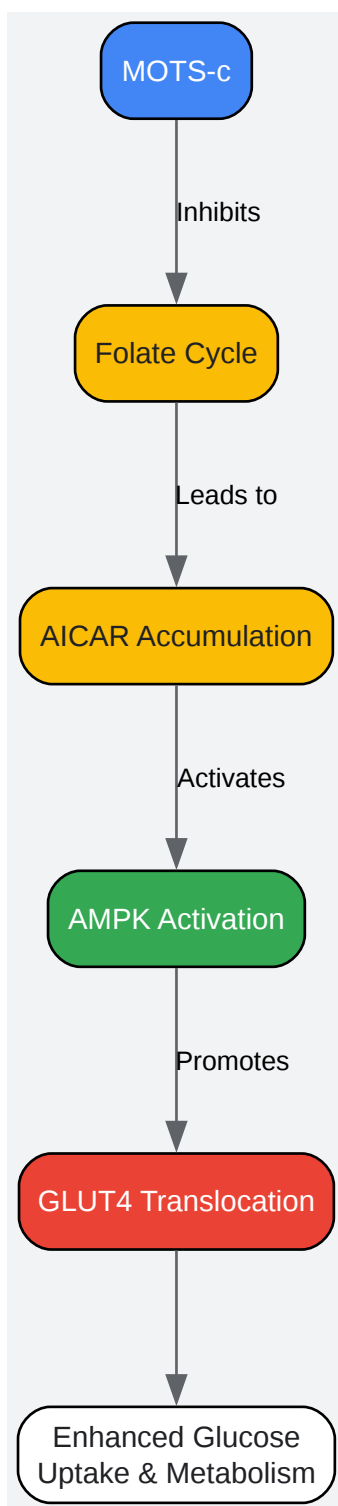 MOTS-c
Inhibits
Folate Cycle
Leads to
AICAR Accumulation
Activates
AMPK Activation
Promotes
GLUT4 Translocation
Enhanced Glucose
Uptake & Metabolism